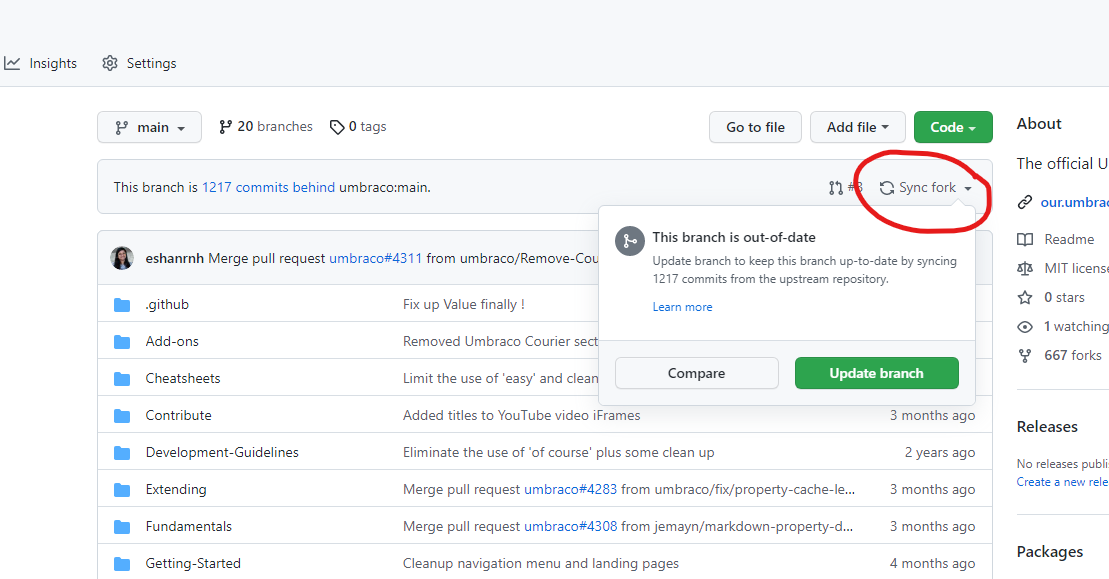 Insights Settings
main 20 branches 0 tags Go to file Add file Code
This branch is 1217 commits behind umbraco:main. #3 Sync fork
This branch is out-of-date
Update branch to keep this branch up-to-date by syncing
1217 commits from the upstream repository.
Learn more
Compare Update branch
eshanrnh Merge pull request umbraco#4311 from umbraco/Remove-Cou
.github Fix up Value finally !
Add-ons Removed Umbraco Courier sect
Cheatsheets Limit the use of 'easy' and clean
Contribute Added titles to YouTube video iFrames 3 months ago
Development-Guidelines Eliminate the use of 'of course' plus some clean up 2 years ago
Extending Merge pull request umbraco#4283 from umbraco/fix/property-cache-le... 3 months ago
Fundamentals Merge pull request umbraco#4308 from jemayn/markdown-property-d... 3 months ago
Getting-Started Cleanup navigation menu and landing pages 4 months ago
About
The official U
our.umbrac
Readme
MIT license
0 stars
1 watching
667 forks
Releases
No releases publi
Create a new rele
Packages